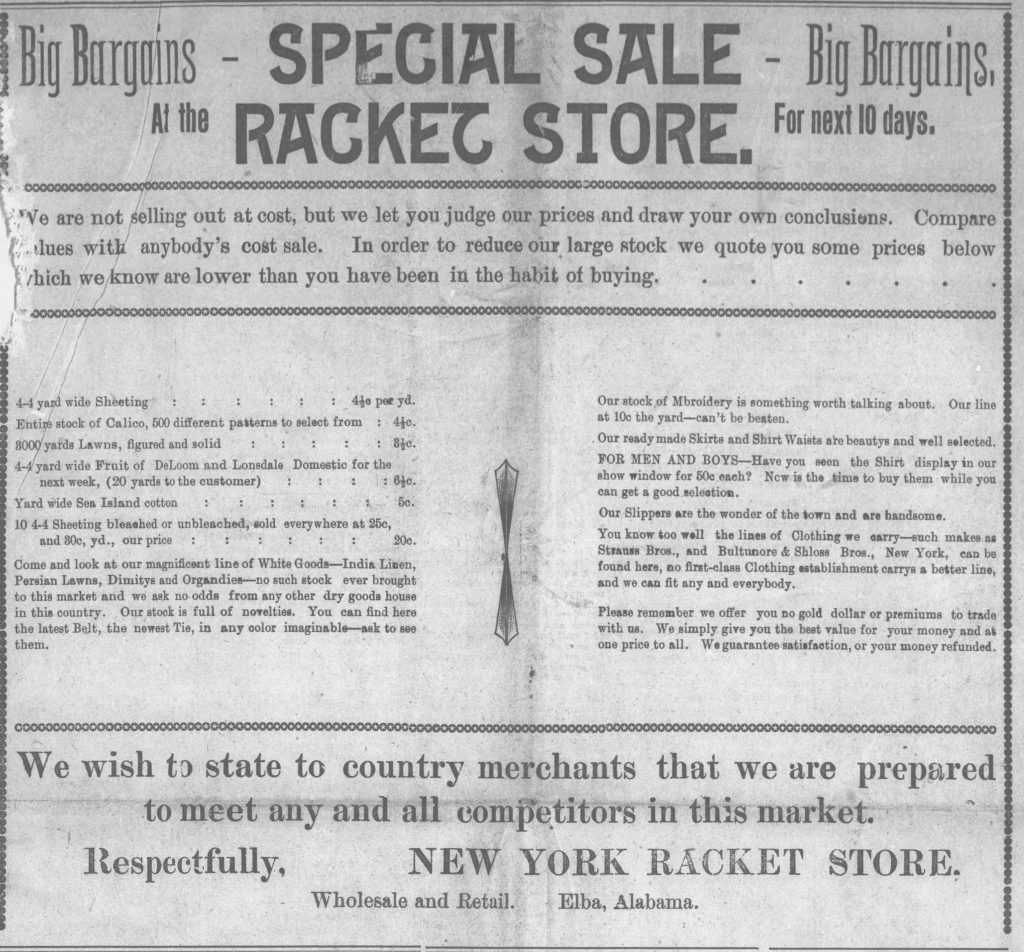 Big Bargains - SPECIAL SALE - Big Bargains.
At the RACKET STORE. For next 10 days.
We are not selling out at cost, but we let you judge our prices and draw your own conclusions. Compare
alues with anybody's cost sale. In order to reduce our large stock we quote you some prices below
which we know are lower than you have been in the habit of buying. . . . . . . .
4-4 yard wide Sheeting : : : : : : 4½c per yd.
Entire stock of Calico, 500 different patterns to select from : 4½c.
3000 yards Lawns, figured and solid : : : : : 3½c.
4-4 yard wide Fruit of DeLoom and Lonsdale Domestic for the
next week, (20 yards to the customer) : : : : 6½c.
Yard wide Sea Island cotton : : : : : : 5c.
10 4-4 Sheeting bleached or unbleached, sold everywhere at 25c,
and 30c, yd., our price : : : : : : 20c.
Come and look at our magnificent line of White Goods—India Linen,
Persian Lawns, Dimitys and Organdies—no such stock ever brought
to this market and we ask no odds from any other dry goods house
in this country. Our stock is full of novelties. You can find here
the latest Belt, the newest Tie, in any color imaginable—ask to see
them.
Our stock of Mbroidery is something worth talking about. Our line
at 10c the yard—can't be beaten.
Our ready made Skirts and Shirt Waists are beautys and well selected.
FOR MEN AND BOYS—Have you seen the Shirt display in our
show window for 50c each? Now is the time to buy them while you
can get a good selection.
Our Slippers are the wonder of the town and are handsome.
You know too well the lines of Clothing we carry—such makes as
Strauss Bros., and Bultunore & Shloss Bros., New York, can be
found here, no first-class Clothing establishment carrys a better line,
and we can fit any and everybody.
Please remember we offer you no gold dollar or premiums to trade
with us. We simply give you the best value for your money and at
one price to all. We guarantee satisfaction, or your money refunded.
We wish to state to country merchants that we are prepared
to meet any and all competitors in this market.
Respectfully, NEW YORK RACKET STORE.
Wholesale and Retail. Elba, Alabama.